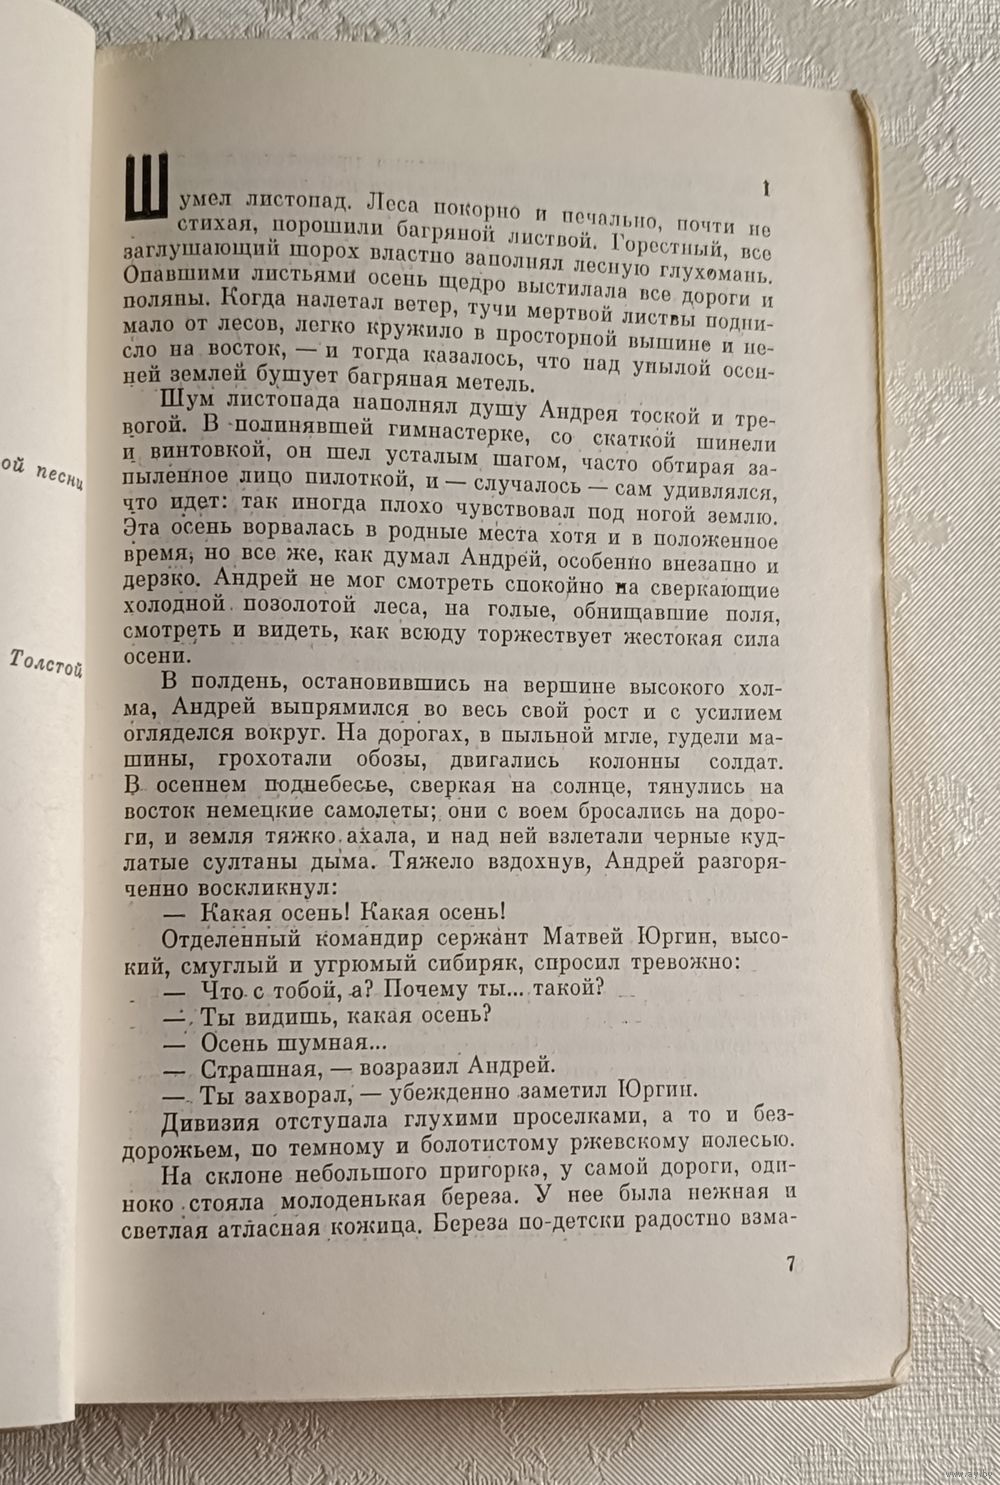 ой песни
Толстой
I
Шумел листопад. Леса покорно и печально, почти не
стихая, порошили багряной листвой. Горестный, все
заглушающий шорох властно заполнял лесную глухомань.
Опавшими листьями осень щедро выстилала все дороги и
поляны. Когда налетал ветер, тучи мертвой листвы подни-
мало от лесов, легко кружило в просторной вышине и не-
сло на восток, — и тогда казалось, что над унылой осен-
ней землей бушует багряная метель.
Шум листопада наполнял душу Андрея тоской и тре-
вогой. В полинявшей гимнастерке, со скаткой шинели
и винтовкой, он шел усталым шагом, часто обтирая за-
пыленное лицо пилоткой, и — случалось — сам удивлялся,
что идет: так иногда плохо чувствовал под ногой землю.
Эта осень ворвалась в родные места хотя и в положенное
время, но все же, как думал Андрей, особенно внезапно и
дерзко. Андрей не мог смотреть спокойно на сверкающие
холодной позолотой леса, на голые, обнищавшие поля,
смотреть и видеть, как всюду торжествует жестокая сила
осени.
В полдень, остановившись на вершине высокого хол-
ма, Андрей выпрямился во весь свой рост и с усилием
огляделся вокруг. На дорогах, в пыльной мгле, гудели ма-
шины, грохотали обозы, двигались колонны солдат.
В осеннем поднебесье, сверкая на солнце, тянулись на
восток немецкие самолеты; они с воем бросались на доро-
ги, и земля тяжко ахала, и над ней взлетали черные куд-
латые султаны дыма. Тяжело вздохнув, Андрей разгоря-
ченно воскликнул:
— Какая осень! Какая осень!
Отделенный командир сержант Матвей Юргин, высо-
кий, смуглый и угрюмый сибиряк, спросил тревожно:
— Что с тобой, а? Почему ты... такой?
— Ты видишь, какая осень?
— Осень шумная...
— Страшная, — возразил Андрей.
— Ты захворал, — убежденно заметил Юргин.
Дивизия отступала глухими проселками, а то и без-
дорожьем, по темному и болотистому ржевскому полесью.
На склоне небольшого пригорка, у самой дороги, оди-
ноко стояла молоденькая береза. У нее была нежная и
светлая атласная кожица. Береза по-детски радостно взма-
7
www.ay.by